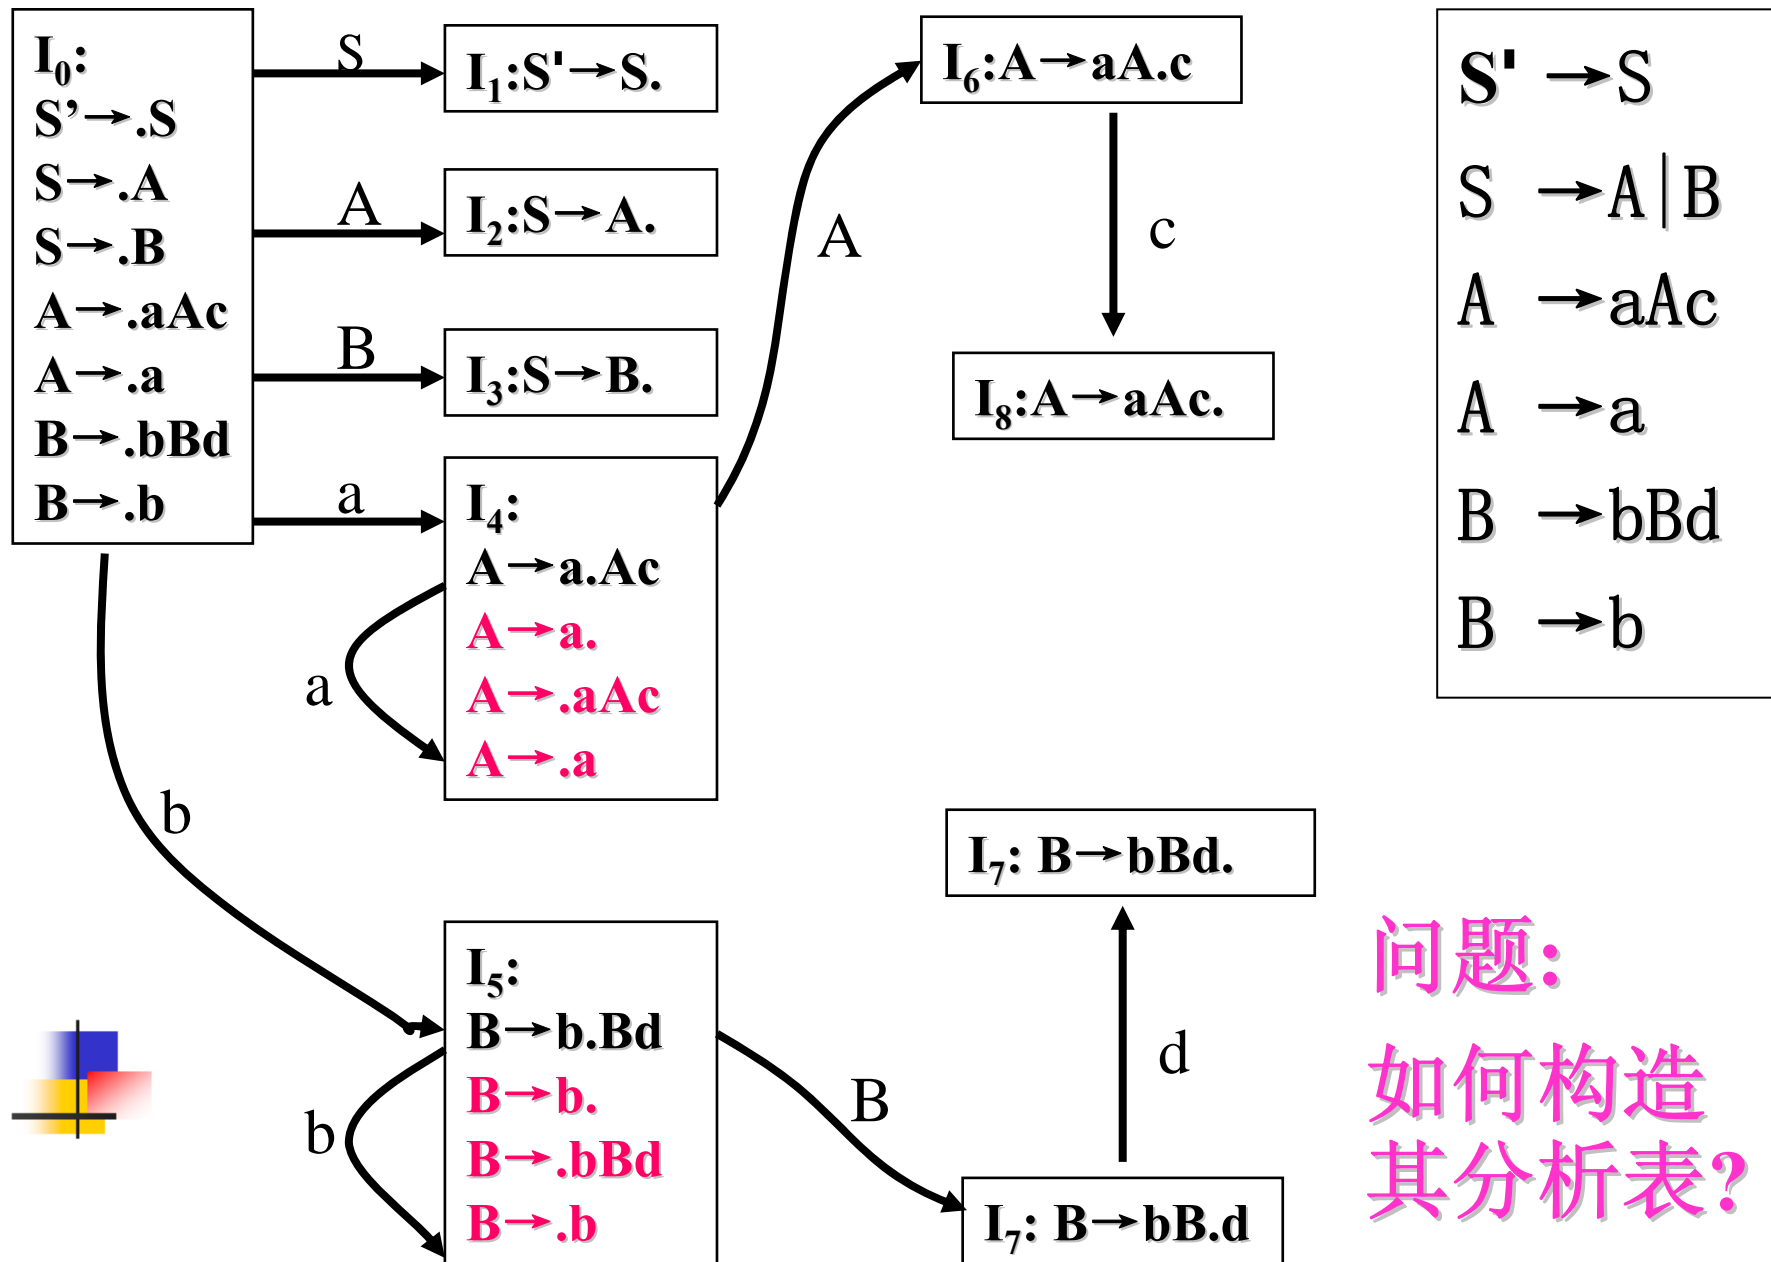 I0:
S’→.S
S→.A
S→.B
A→.aAc
A→.a
B→.bBd
B→.b
S
I1:S'→S.
A
I2:S→A.
B
I3:S→B.
a
I4:
A→a.Ac
A→a.
A→.aAc
A→.a
a
A
I6:A→aA.c
c
I8:A→aAc.
b
I5:
B→b.Bd
B→b.
B→.bBd
B→.b
b
B
I7: B→bB.d
d
I7: B→bBd.
S' →S
S →A|B
A →aAc
A →a
B →bBd
B →b
问题:
如何构造
其分析表?